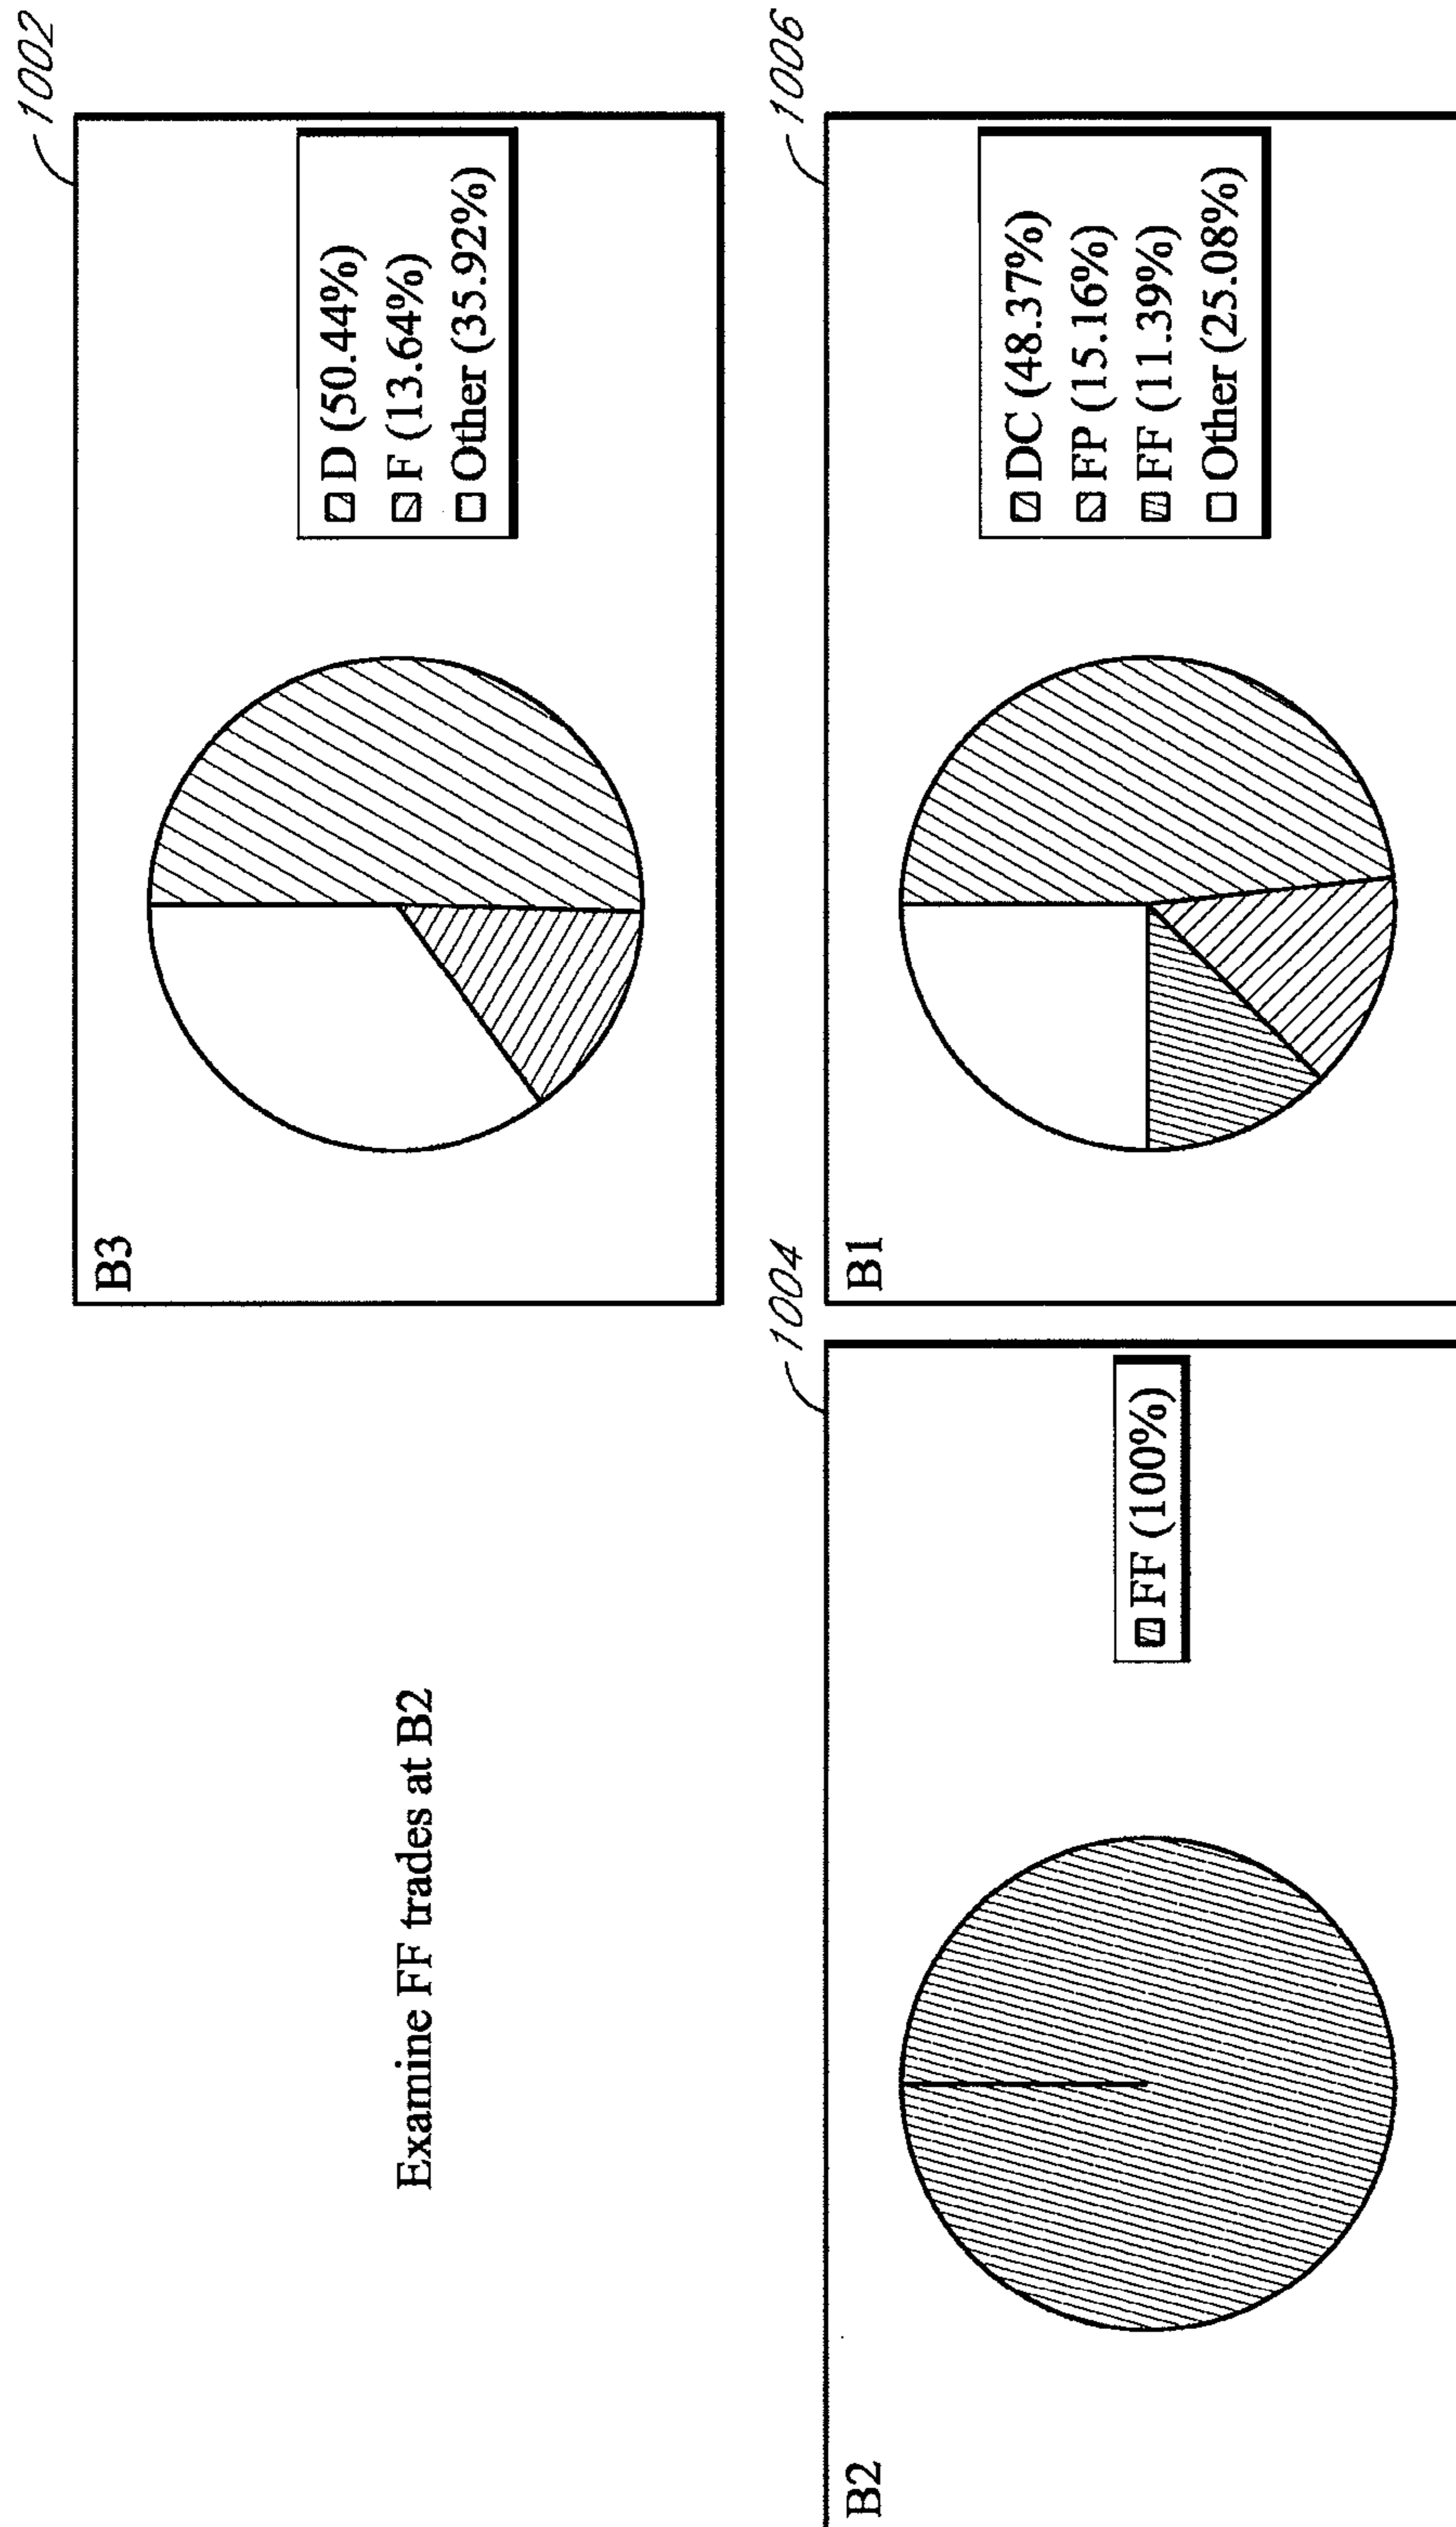 Examine FF trades at B2
1002
B3
D (50.44%)
F (13.64%)
Other (35.92%)
1004
B2
FF (100%)
1006
B1
DC (48.37%)
FP (15.16%)
FF (11.39%)
Other (25.08%)